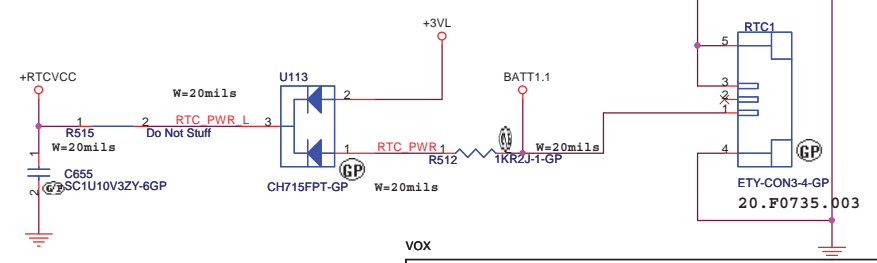 +3VL
RTC1
5
+RTCVCC
U113
BATT1.1
W=20mils
2
3
2
1
1
2
RTC_PWR_L
3
R515
Do Not Stuff
W=20mils
1
RTC_PWR
1
R512
W=20mils
1KR2J-1-GP
4
GP
1
C655
SC1U10V3ZY-6GP
2
GP
CH715FPT-GP
W=20mils
ETY-CON3-4-GP
20.F0735.003
VOX